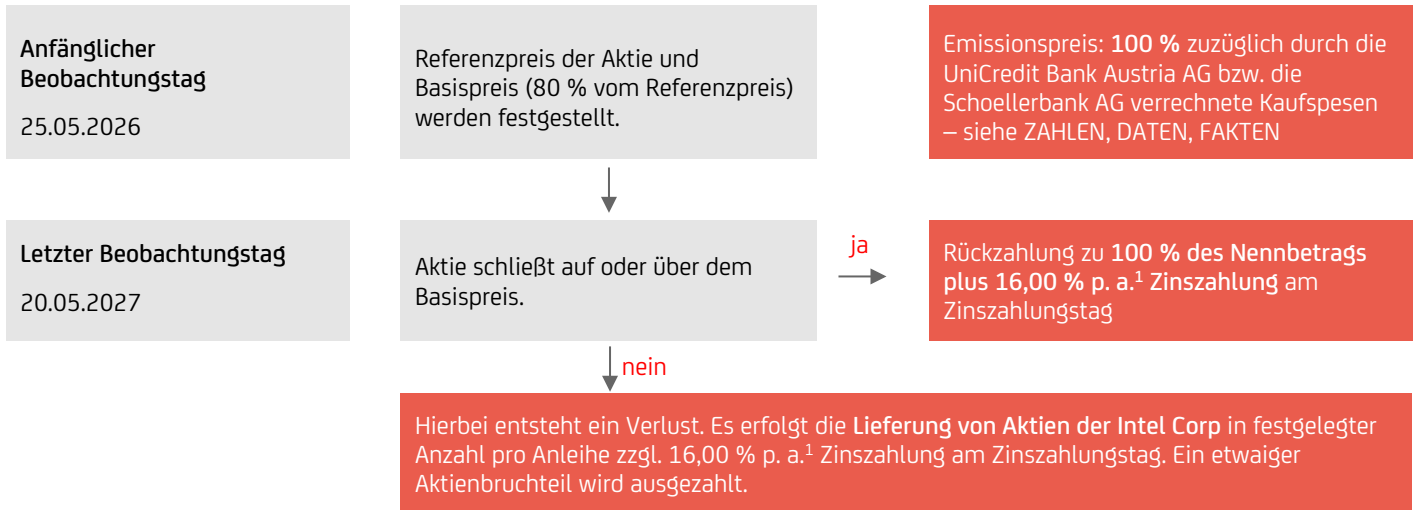 Anfänglicher
Beobachtungstag
25.05.2026
Referenzpreis der Aktie und
Basispreis (80 % vom Referenzpreis)
werden festgestellt.
Emissionspreis: 100 % zuzüglich durch die
UniCredit Bank Austria AG bzw. die
Schoellerbank AG verrechnete Kaufspesen
– siehe ZAHLEN, DATEN, FAKTEN
Letzter Beobachtungstag
20.05.2027
Aktie schließt auf oder über dem
Basispreis.
ja
Rückzahlung zu 100 % des Nennbetrags
plus 16,00 % p. a.¹ Zinszahlung am
Zinszahlungstag
nein
Hierbei entsteht ein Verlust. Es erfolgt die Lieferung von Aktien der Intel Corp in festgelegter
Anzahl pro Anleihe zzgl. 16,00 % p. a.¹ Zinszahlung am Zinszahlungstag. Ein etwaiger
Aktienbruchteil wird ausgezahlt.